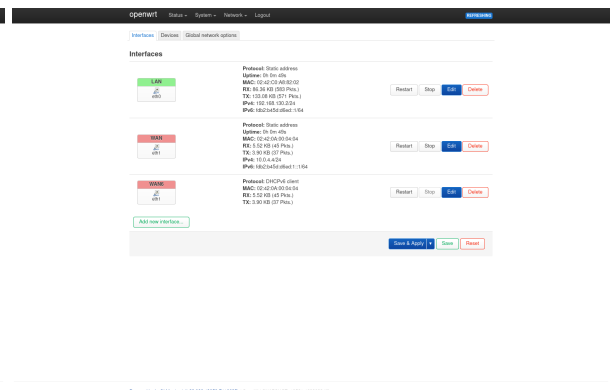 openwrt Status System Network Logout REFRESHING
Interfaces Devices Global network options
Interfaces
LAN
eth0
Protocol: Static address
Uptime: 0h 0m 49s
MAC: 02:42:C0:A8:82:02
RX: 86.36 KB (583 Pkts.)
TX: 133.08 KB (571 Pkts.)
IPv4: 192.168.130.2/24
IPv6: fdb2:b45d:d8ed::1/64
Restart Stop Edit Delete
WAN
eth1
Protocol: Static address
Uptime: 0h 0m 49s
MAC: 02:42:0A:00:04:04
RX: 5.52 KB (45 Pkts.)
TX: 3.90 KB (37 Pkts.)
IPv4: 10.0.4.4/24
IPv6: fdb2:b45d:d8ed:1::1/64
Restart Stop Edit Delete
WAN6
eth1
Protocol: DHCPv6 client
MAC: 02:42:0A:00:04:04
RX: 5.52 KB (45 Pkts.)
TX: 3.90 KB (37 Pkts.)
Restart Stop Edit Delete
Add new interface...
Save & Apply Save Reset